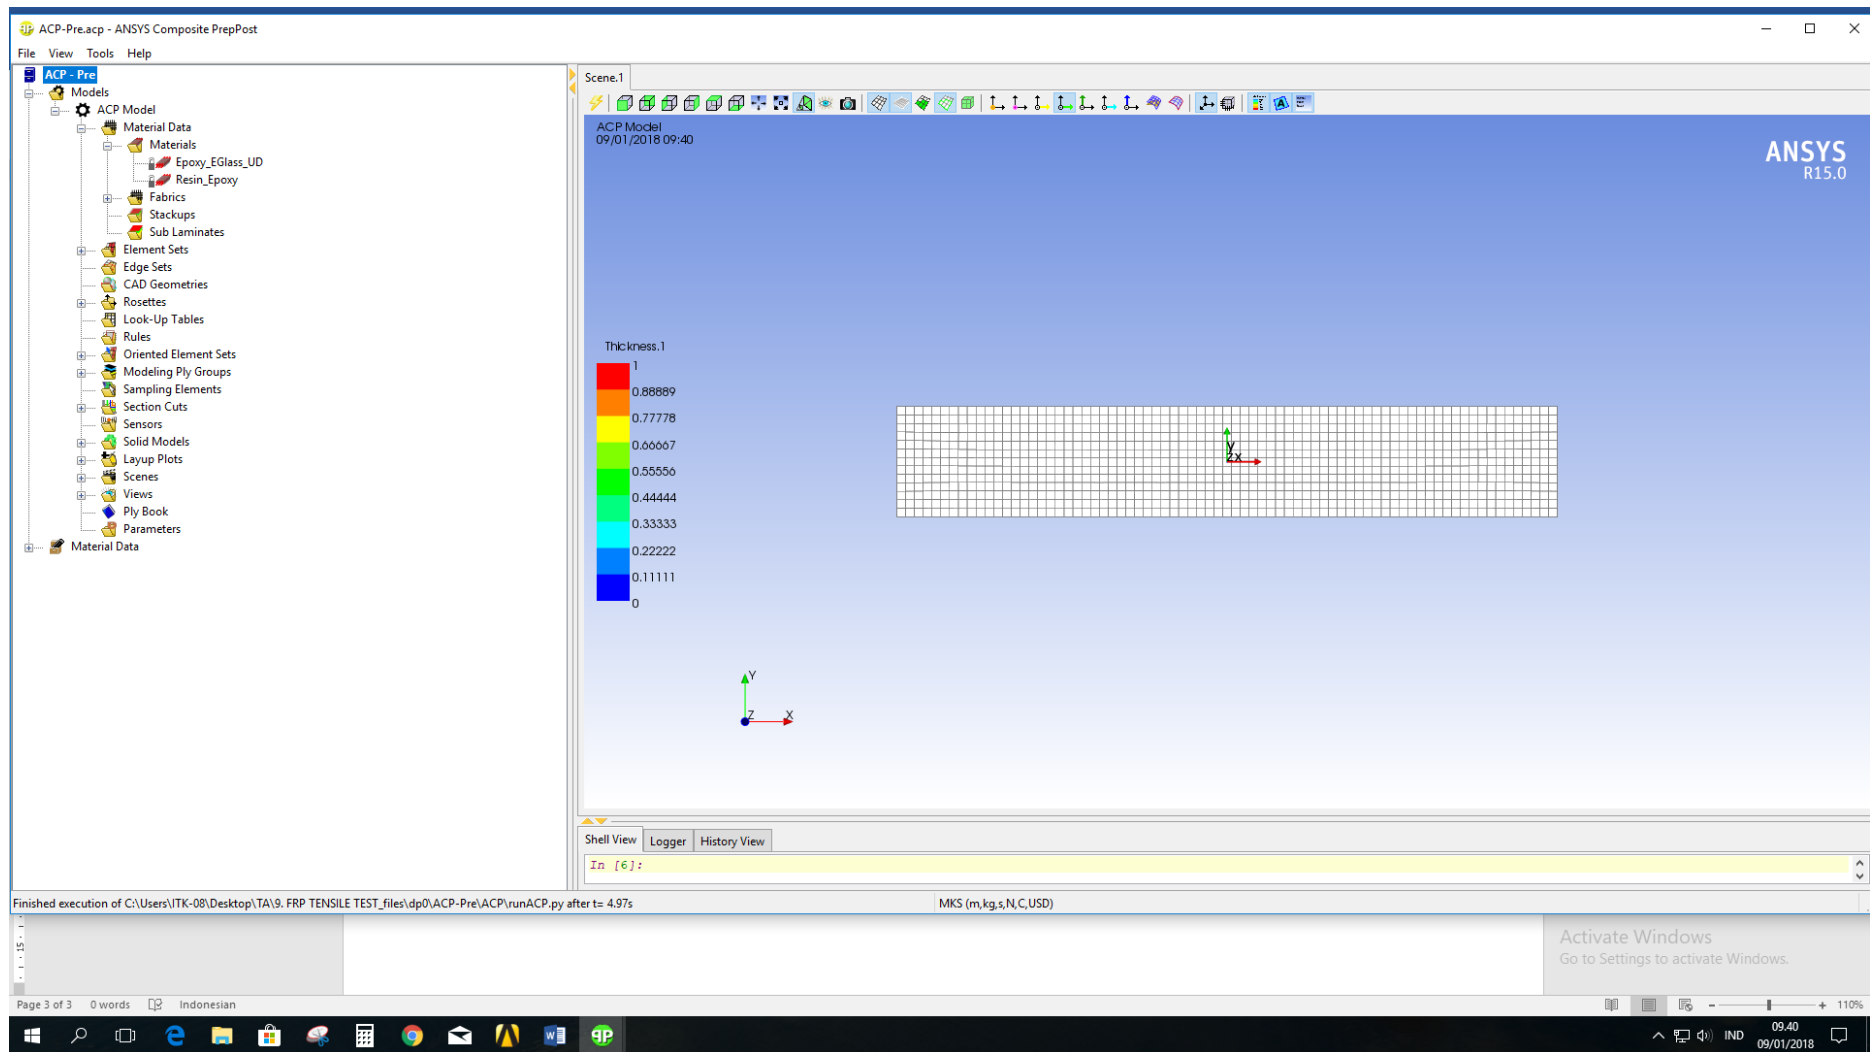 ACP-Pre.acp - ANSYS Composite PrepPost
File View Tools Help
ACP - Pre
Models
ACP Model
Material Data
Materials
Epoxy_EGlass_UD
Resin_Epoxy
Fabrics
Stackups
Sub Laminates
Element Sets
Edge Sets
CAD Geometries
Rosettes
Look-Up Tables
Rules
Oriented Element Sets
Modeling Ply Groups
Sampling Elements
Section Cuts
Sensors
Solid Models
Layup Plots
Scenes
Views
Ply Book
Parameters
Material Data
Scene.1
ACP Model
09/01/2018 09:40
ANSYS
R15.0
Thickness.1
1
0.88889
0.77778
0.66667
0.55556
0.44444
0.33333
0.22222
0.11111
0
Y
Z X
Y
Z X
Shell View Logger History View
In [6]:
Finished execution of C:\Users\ITK-08\Desktop\TA\9. FRP TENSILE TEST_files\dp0\ACP-Pre\ACP\runACP.py after t= 4.97s
MKS (m,kg,s,N,C,USD)
15
Activate Windows
Go to Settings to activate Windows.
Page 3 of 3 0 words Indonesian
110%
IND
09.40
09/01/2018